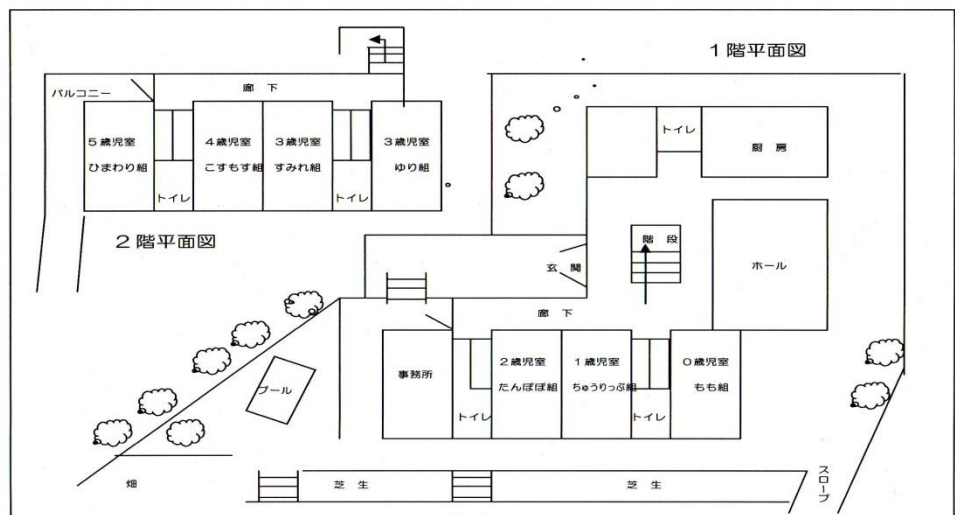 1階平面図
バルコニー
廊下
5歳児室
ひまわり組
トイレ
4歳児室
こすもす組
3歳児室
すみれ組
トイレ
3歳児室
ゆり組
2階平面図
トイレ
厨房
階段
ホール
玄関
廊下
事務所
トイレ
2歳児室
たんぽぽ組
1歳児室
ちゅうりっぷ組
トイレ
0歳児室
もも組
プール
畑
芝生
芝生
スロープ